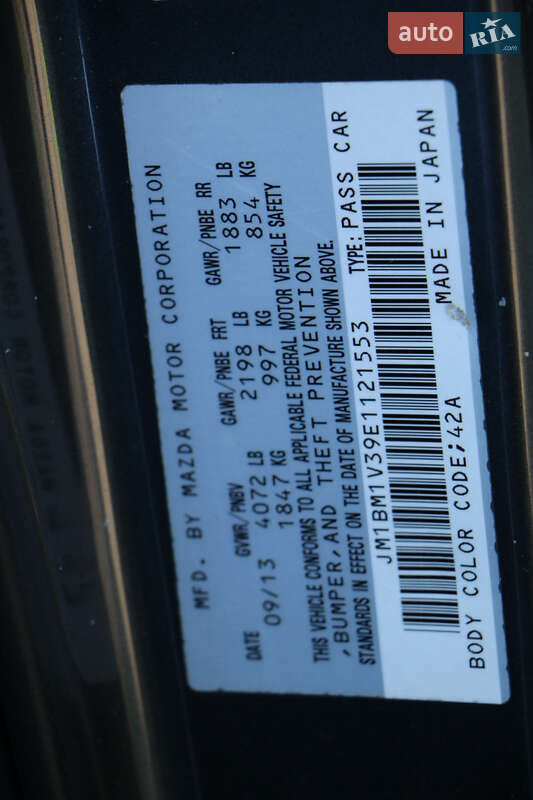 auto RIA .com
MFD. BY MAZDA MOTOR CORPORATION
DATE GVWR/PNBV GAWR/PNBE FRT GAWR/PNBE RR
09/13 4072 LB 2198 LB 1883 LB
1847 KG 997 KG 854 KG
THIS VEHICLE CONFORMS TO ALL APPLICABLE FEDERAL MOTOR VEHICLE SAFETY
,BUMPER,AND THEFT PREVENTION
STANDARDS IN EFFECT ON THE DATE OF MANUFACTURE SHOWN ABOVE.
JM1BM1V39E1121553 TYPE: PASS CAR
BODY COLOR CODE;42A MADE IN JAPAN